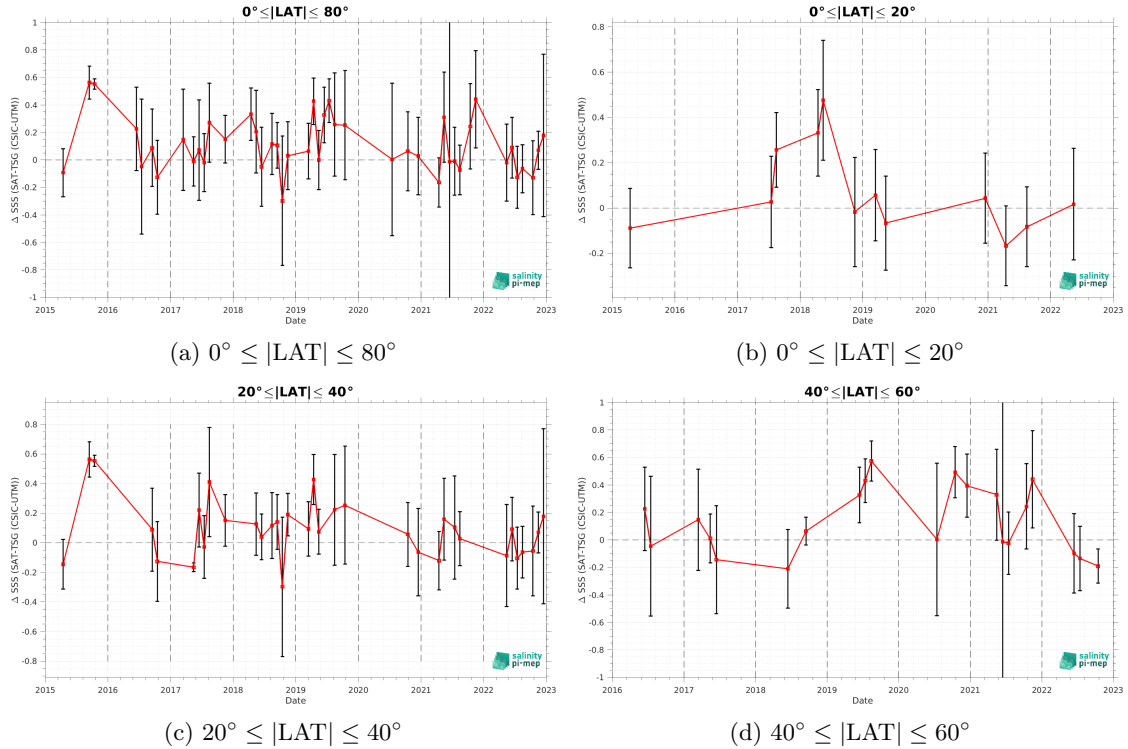 0°≤|LAT|≤ 80°
Δ SSS (SAT-TSG (CSIC-UTM))
1
0.8
0.6
0.4
0.2
0
-0.2
-0.4
-0.6
-0.8
-1
2015 2016 2017 2018 2019 2020 2021 2022 2023
Date
salinity
pi-mep
(a) 0° ≤ |LAT| ≤ 80°
0°≤|LAT|≤ 20°
Δ SSS (SAT-TSG (CSIC-UTM))
0.8
0.6
0.4
0.2
0
-0.2
2015 2016 2017 2018 2019 2020 2021 2022 2023
Date
salinity
pi-mep
(b) 0° ≤ |LAT| ≤ 20°
20°≤|LAT|≤ 40°
Δ SSS (SAT-TSG (CSIC-UTM))
0.8
0.6
0.4
0.2
0
-0.2
-0.4
-0.6
-0.8
2015 2016 2017 2018 2019 2020 2021 2022 2023
Date
salinity
pi-mep
(c) 20° ≤ |LAT| ≤ 40°
40°≤|LAT|≤ 60°
Δ SSS (SAT-TSG (CSIC-UTM))
1
0.8
0.6
0.4
0.2
0
-0.2
-0.4
-0.6
-0.8
-1
2016 2017 2018 2019 2020 2021 2022 2023
Date
salinity
pi-mep
(d) 40° ≤ |LAT| ≤ 60°